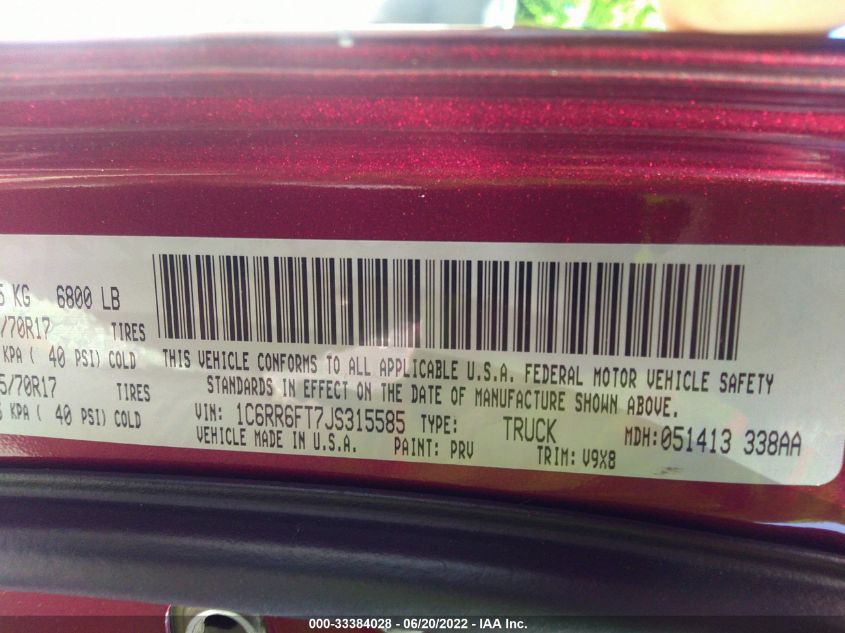 5 KG 6800 LB
/70R17 TIRES
KPA ( 40 PSI) COLD
5/70R17 TIRES
KPA ( 40 PSI) COLD
THIS VEHICLE CONFORMS TO ALL APPLICABLE U.S.A. FEDERAL MOTOR VEHICLE SAFETY
STANDARDS IN EFFECT ON THE DATE OF MANUFACTURE SHOWN ABOVE.
VIN: 1C6RR6FT7JS315585 TYPE: TRUCK MDH:051413 338AA
VEHICLE MADE IN U.S.A. PAINT: PRV TRIM: V9X8
000-33384028 - 06/20/2022 - IAA Inc.